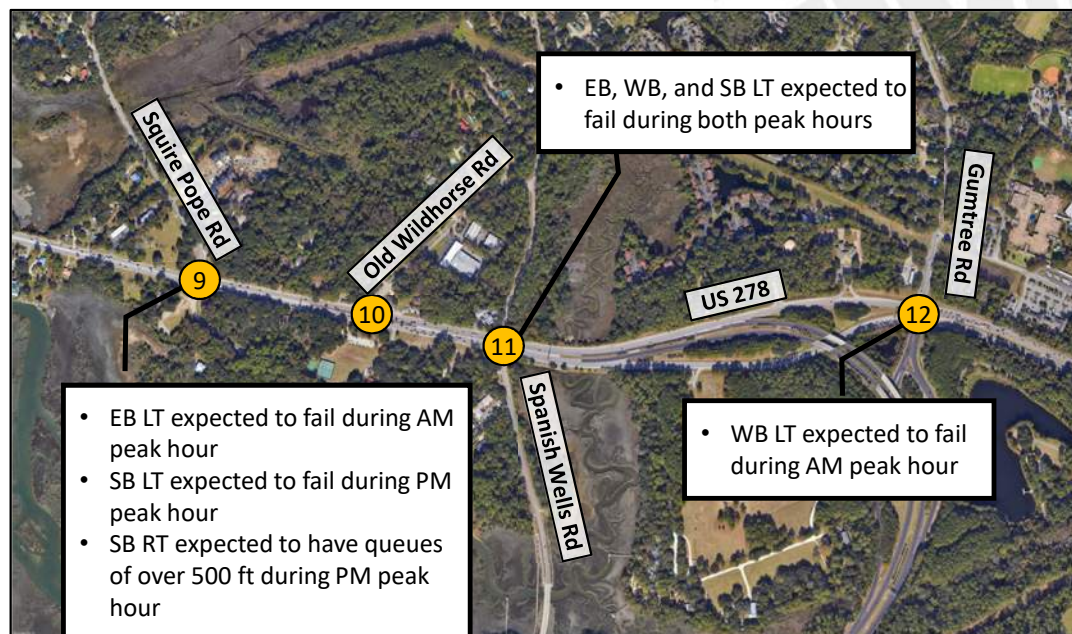 • EB, WB, and SB LT expected to
fail during both peak hours
Squire Pope Rd
Old Wildhorse Rd
Gumtree Rd
US 278
9
10
11
12
Spanish Wells Rd
• EB LT expected to fail during AM
peak hour
• SB LT expected to fail during PM
peak hour
• SB RT expected to have queues
of over 500 ft during PM peak
hour
• WB LT expected to fail
during AM peak hour